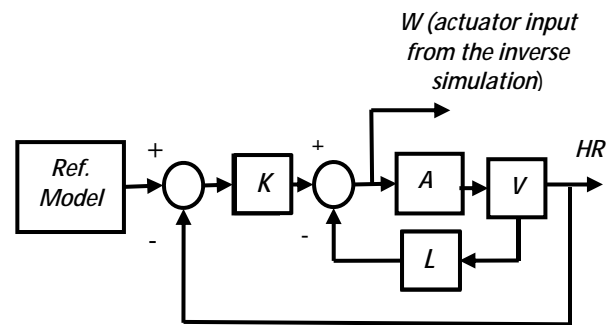 W (actuator input
from the inverse
simulation)
HR
+
+
Ref.
Model
K
A
V
-
-
L